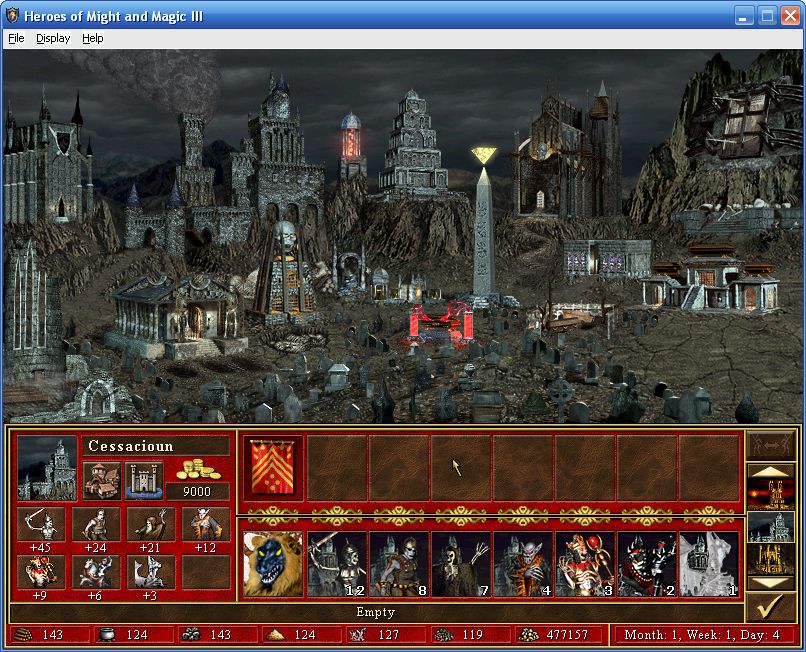 Heroes of Might and Magic III
File Display Help
Cessacioun
9000
+45 +24 +21 +12
+9 +6 +3
12 8 7 4 3 2 1
Empty
143 124 143 124 127 119 477157 Month: 1, Week: 1, Day: 4